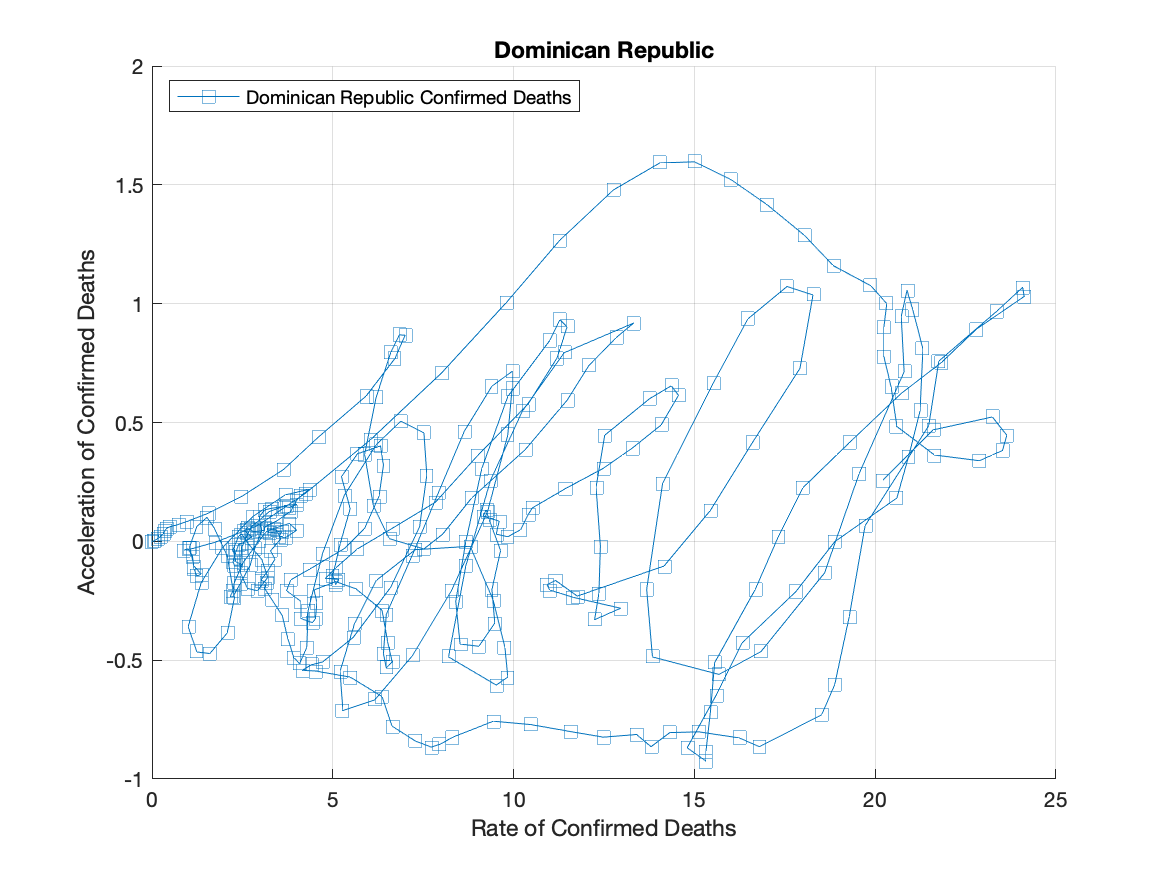 Dominican Republic
Dominican Republic Confirmed Deaths
2
1.5
1
0.5
0
-0.5
-1
Acceleration of Confirmed Deaths
0 5 10 15 20 25
Rate of Confirmed Deaths